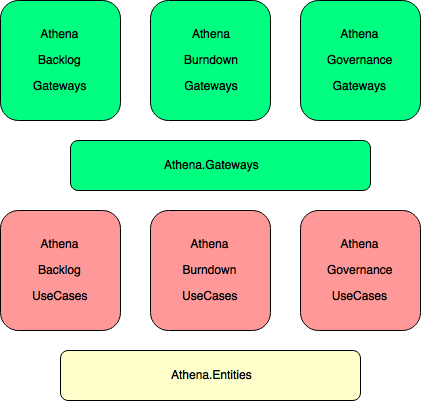 Athena
Backlog
Gateways
Athena
Burndown
Gateways
Athena
Governance
Gateways
Athena.Gateways
Athena
Backlog
UseCases
Athena
Burndown
UseCases
Athena
Governance
UseCases
Athena.Entities